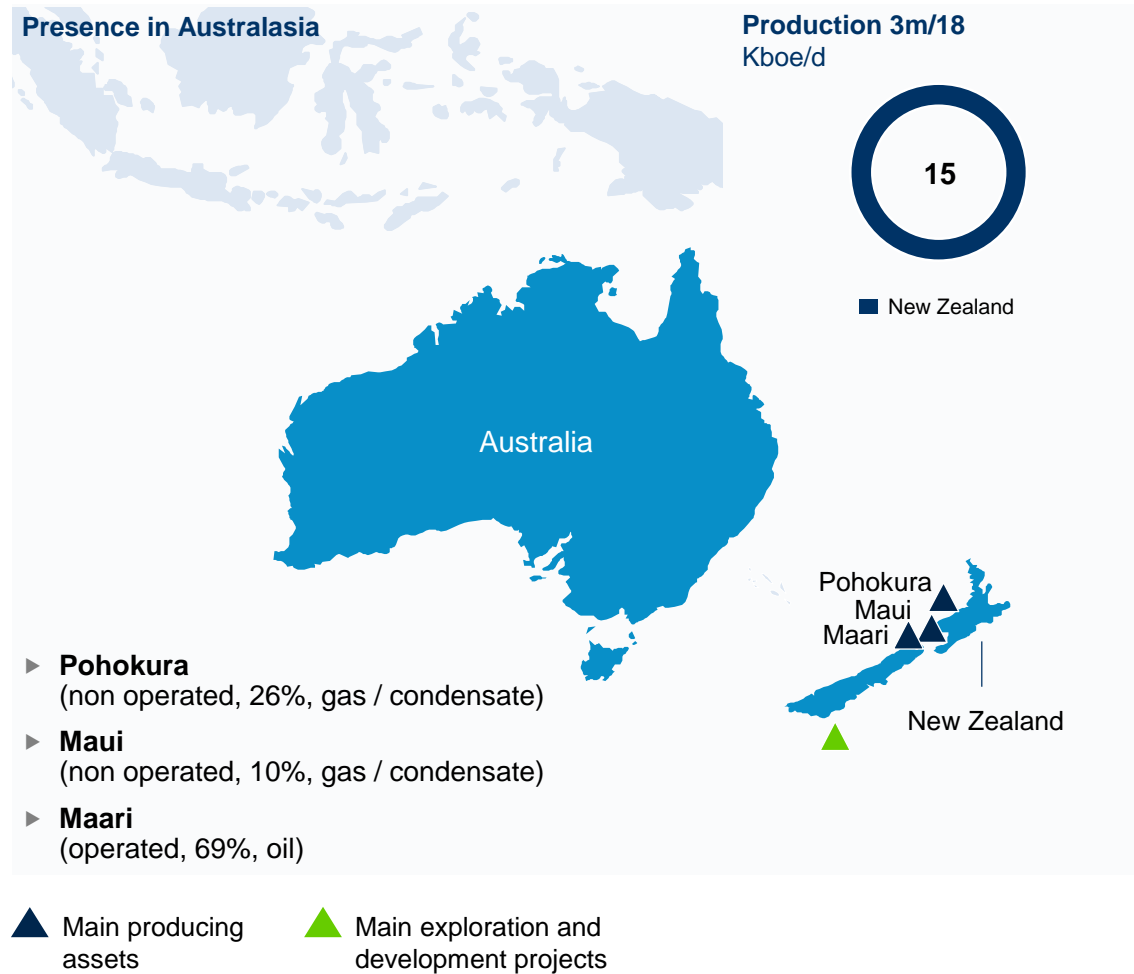 Presence in Australasia
Production 3m/18
Kboe/d
15
New Zealand
Australia
Pohokura
Maui
Maari
New Zealand
Pohokura
(non operated, 26%, gas / condensate)
Maui
(non operated, 10%, gas / condensate)
Maari
(operated, 69%, oil)
Main producing
assets
Main exploration and
development projects